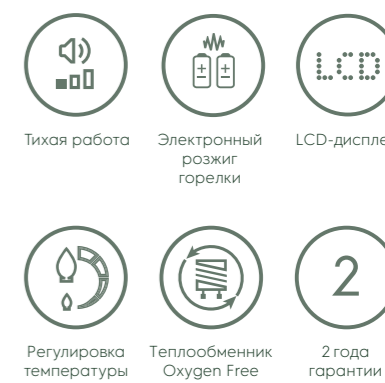 LCD
Тихая работа
Электронный
розжиг
горелки
LCD-диспле
2
Регулировка
температуры
Теплообменник
Oxygen Free
2 года
гарантии